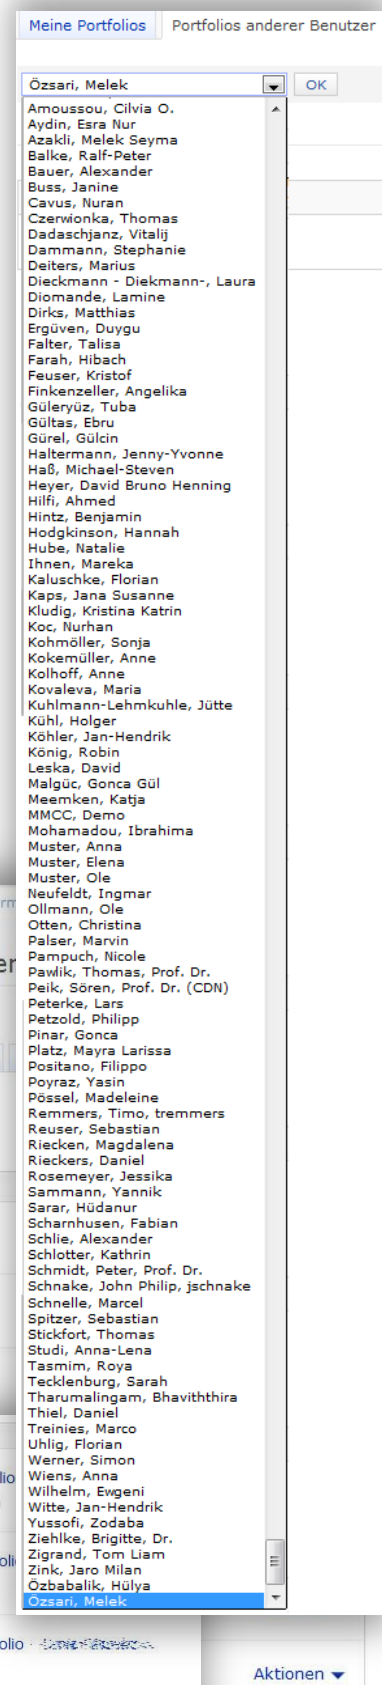 Meine Portfolios Portfolios anderer Benutzer
Özsari, Melek OK
Amoussou, Cilvia O.
Aydin, Esra Nur
Azakli, Melek Seyma
Balke, Ralf-Peter
Bauer, Alexander
Buss, Janine
Cavus, Nuran
Czerwionka, Thomas
Dadaschjanz, Vitalij
Dammann, Stephanie
Deiters, Marius
Dieckmann - Diekmann-, Laura
Diomande, Lamine
Dirks, Matthias
Ergüven, Duygu
Falter, Talisa
Farah, Hibach
Feuser, Kristof
Finkenzeller, Angelika
Güleryüz, Tuba
Gültas, Ebru
Gürel, Gülcin
Haltermann, Jenny-Yvonne
Haß, Michael-Steven
Heyer, David Bruno Henning
Hilfi, Ahmed
Hintz, Benjamin
Hodgkinson, Hannah
Hube, Natalie
Ihnen, Mareka
Kaluschke, Florian
Kaps, Jana Susanne
Kludig, Kristina Katrin
Koc, Nurhan
Kohmöller, Sonja
Kokemüller, Anne
Kolhoff, Anne
Kovaleva, Maria
Kuhlmann-Lehmkuhle, Jütte
Kühl, Holger
Köhler, Jan-Hendrik
König, Robin
Leska, David
Malgüc, Gonca Gül
Meemken, Katja
MMCC, Demo
Mohamadou, Ibrahima
Muster, Anna
Muster, Elena
Muster, Ole
Neufeldt, Ingmar
Ollmann, Ole
Otten, Christina
Palser, Marvin
Pampuch, Nicole
Pawlik, Thomas, Prof. Dr.
Peik, Sören, Prof. Dr. (CDN)
Peterke, Lars
Petzold, Philipp
Pinar, Gonca
Platz, Mayra Larissa
Positano, Filippo
Poyraz, Yasin
Pössel, Madeleine
Remmers, Timo, tremmers
Reuser, Sebastian
Riecken, Magdalena
Rieckers, Daniel
Rosemeyer, Jessika
Sammann, Yannik
Sarar, Hüdanur
Scharnhusen, Fabian
Schlie, Alexander
Schlotter, Kathrin
Schmidt, Peter, Prof. Dr.
Schnake, John Philip, jschnake
Schnelle, Marcel
Spitzer, Sebastian
Stickfort, Thomas
Studi, Anna-Lena
Tasmim, Roya
Tecklenburg, Sarah
Tharumalingam, Bhaviththira
Thiel, Daniel
Treinies, Marco
Uhlig, Florian
Werner, Simon
Wiens, Anna
Wilhelm, Ewgeni
Witte, Jan-Hendrik
Yussofi, Zodaba
Ziehlke, Brigitte, Dr.
Zigrand, Tom Liam
Zink, Jaro Milan
Özbabalik, Hülya
Özsari, Melek
Aktionen